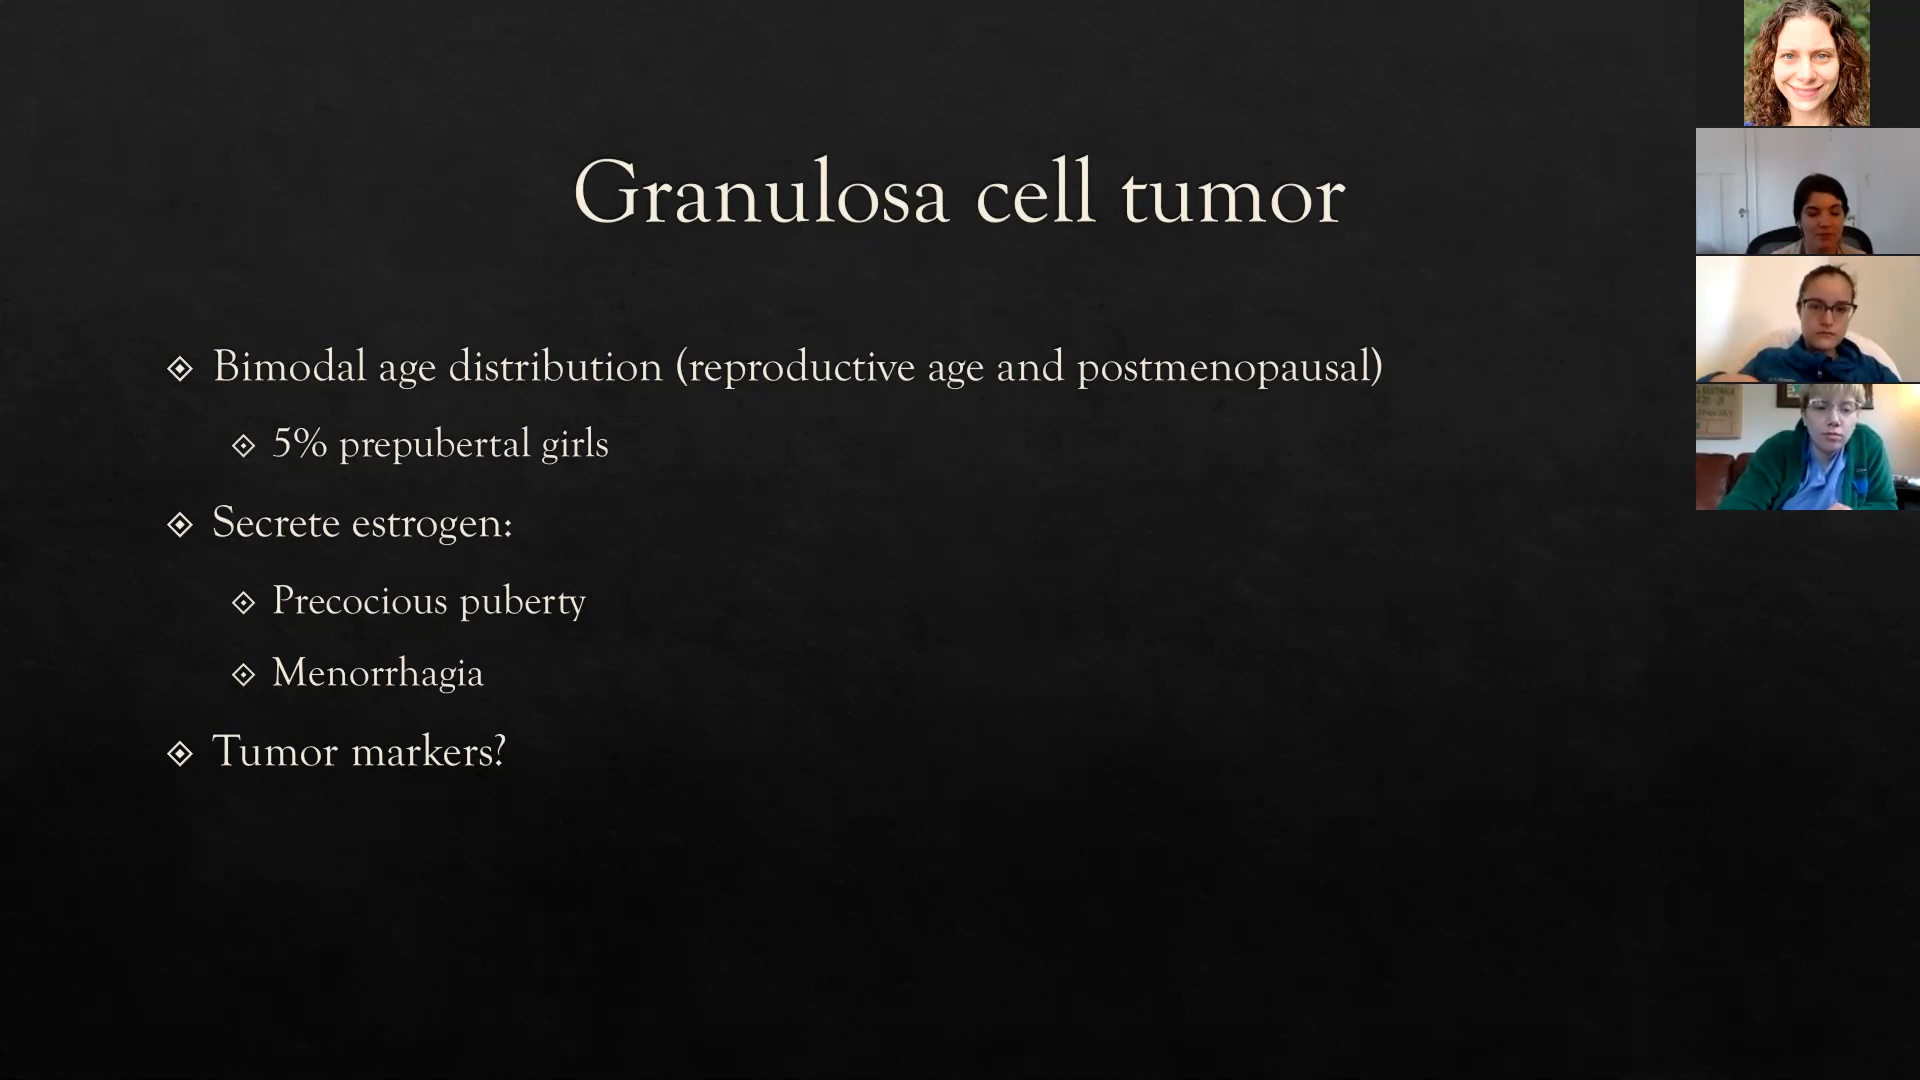 Granulosa cell tumor
Bimodal age distribution (reproductive age and postmenopausal)
5% prepubertal girls
Secrete estrogen:
Precocious puberty
Menorrhagia
Tumor markers?